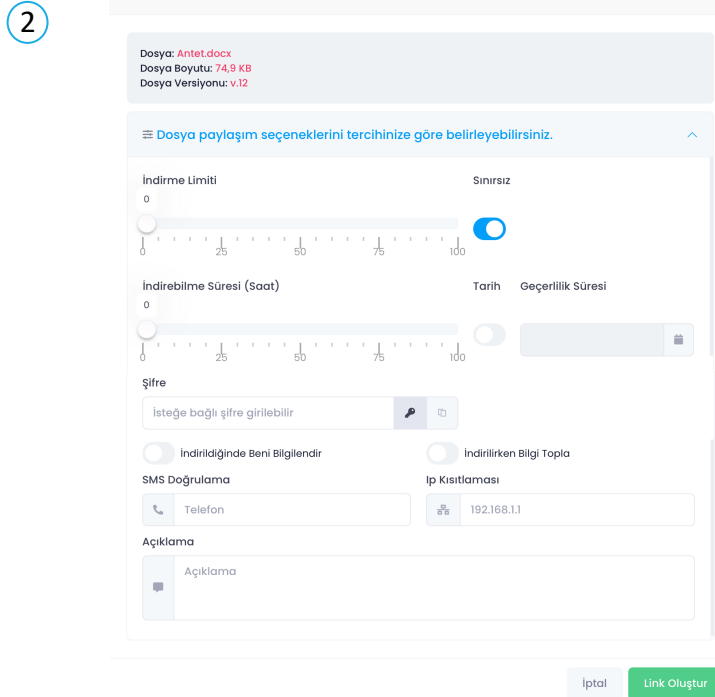 2
Dosya: Antet.docx
Dosya Boyutu: 74,9 KB
Dosya Versiyonu: v.12
Dosya paylaşım seçeneklerini tercihinize göre belirleyebilirsiniz.
İndirme Limiti Sınırsız
0
0 25 50 75 100
İndirebilme Süresi (Saat) Tarih Geçerlilik Süresi
0
0 25 50 75 100
Şifre
İsteğe bağlı şifre girilebilir
İndirildiğinde Beni Bilgilendir İndirilirken Bilgi Topla
SMS Doğrulama Ip Kısıtlaması
Telefon 192.168.1.1
Açıklama
Açıklama
İptal Link Oluştur